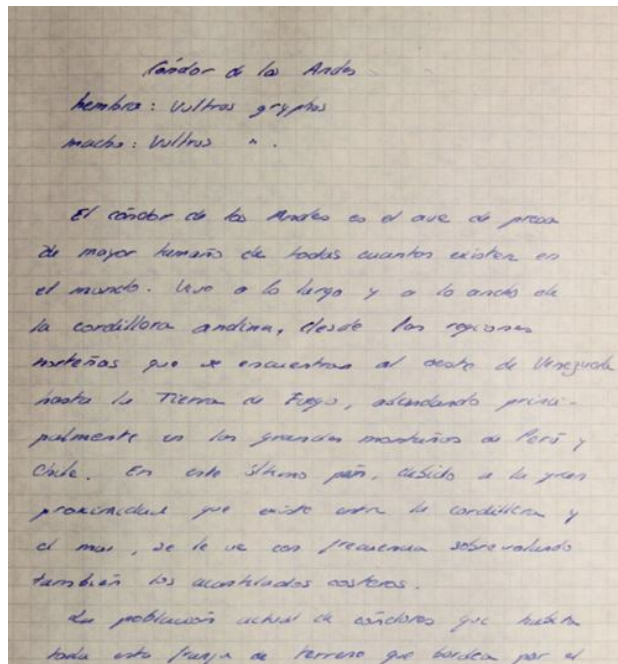 Cóndor de los Andes
hembra: Vultros gryphos
macho: Vultros " .
El cóndor de los Andes es el ave de presa
de mayor tamaño de todas cuantas existen en
el mundo. Vive a lo largo y a lo ancho de
la cordillera andina, desde las regiones
norteñas que se encuentran al oeste de Venezuela
hasta la Tierra de Fuego, abundando princi-
palmente en las grandes montañas de Perú y
Chile. En este último país, debido a la gran
proximidad que existe entre la cordillera y
el mar, se le ve con frecuencia sobrevolando
también los acantilados costeros.
La población actual de cóndores que habita
toda esta franja de terreno que bordea por el